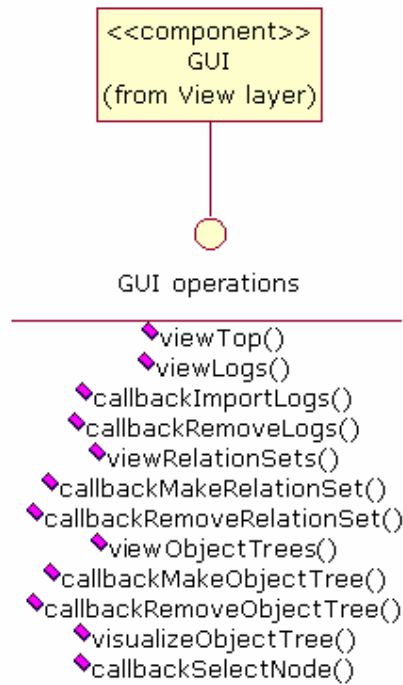 <<component>>
GUI
(from View layer)
GUI operations
viewTop()
viewLogs()
callbackImportLogs()
callbackRemoveLogs()
viewRelationSets()
callbackMakeRelationSet()
callbackRemoveRelationSet()
viewObjectTrees()
callbackMakeObjectTree()
callbackRemoveObjectTree()
visualizeObjectTree()
callbackSelectNode()